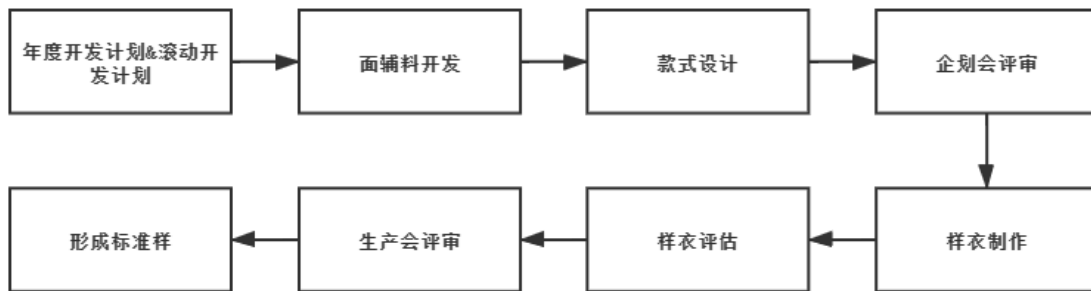 年度开发计划&滚动开
发计划
面辅料开发
款式设计
企划会评审
样衣制作
样衣评估
生产会评审
形成标准样